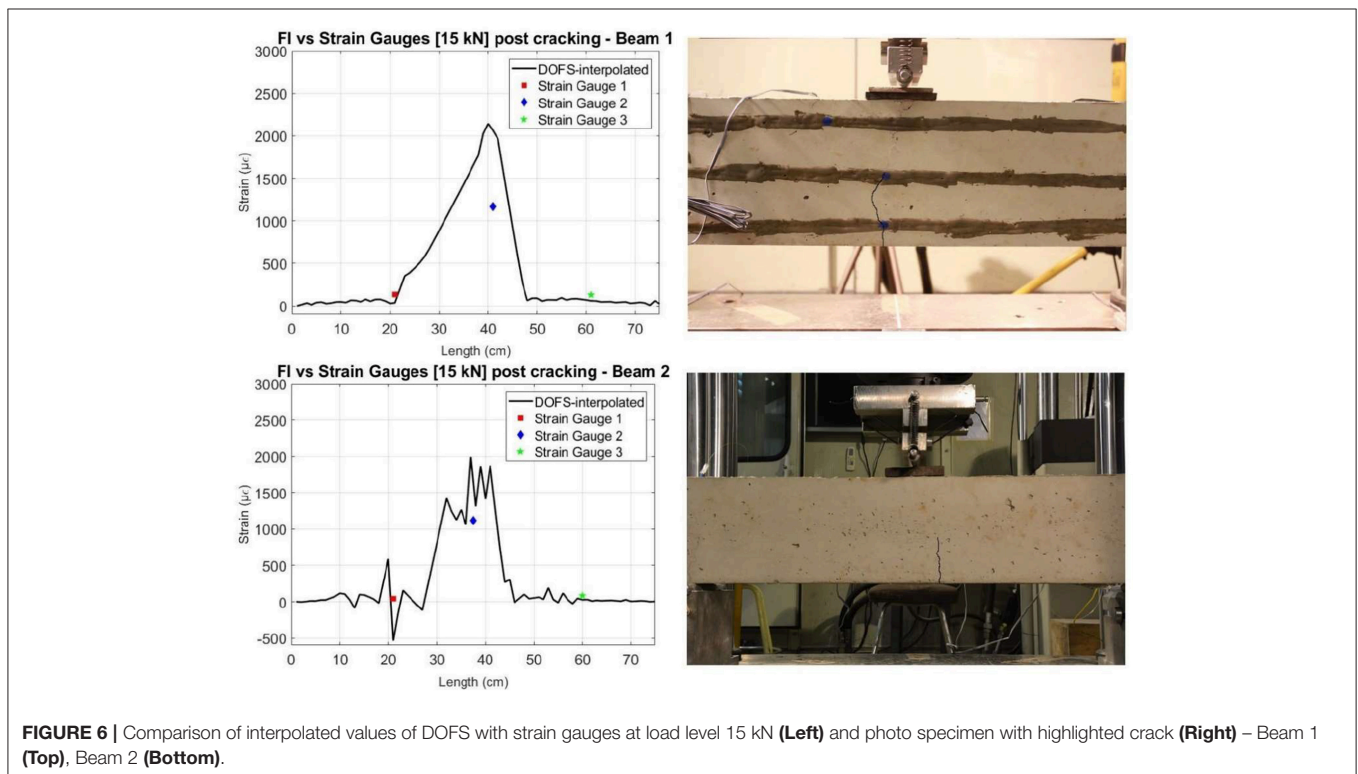 FI vs Strain Gauges [15 kN] post cracking - Beam 1
3000
2500
2000
1500
1000
500
0
Strain (με)
DOFS-interpolated
Strain Gauge 1
Strain Gauge 2
Strain Gauge 3
1 10 20 30 40 50 60 70
Length (cm)
FI vs Strain Gauges [15 kN] post cracking - Beam 2
3000
2500
2000
1500
1000
500
0
-500
Strain (με)
DOFS-interpolated
Strain Gauge 1
Strain Gauge 2
Strain Gauge 3
1 10 20 30 40 50 60 70
Length (cm)
FIGURE 6 | Comparison of interpolated values of DOFS with strain gauges at load level 15 kN (Left) and photo specimen with highlighted crack (Right) – Beam 1
(Top), Beam 2 (Bottom).